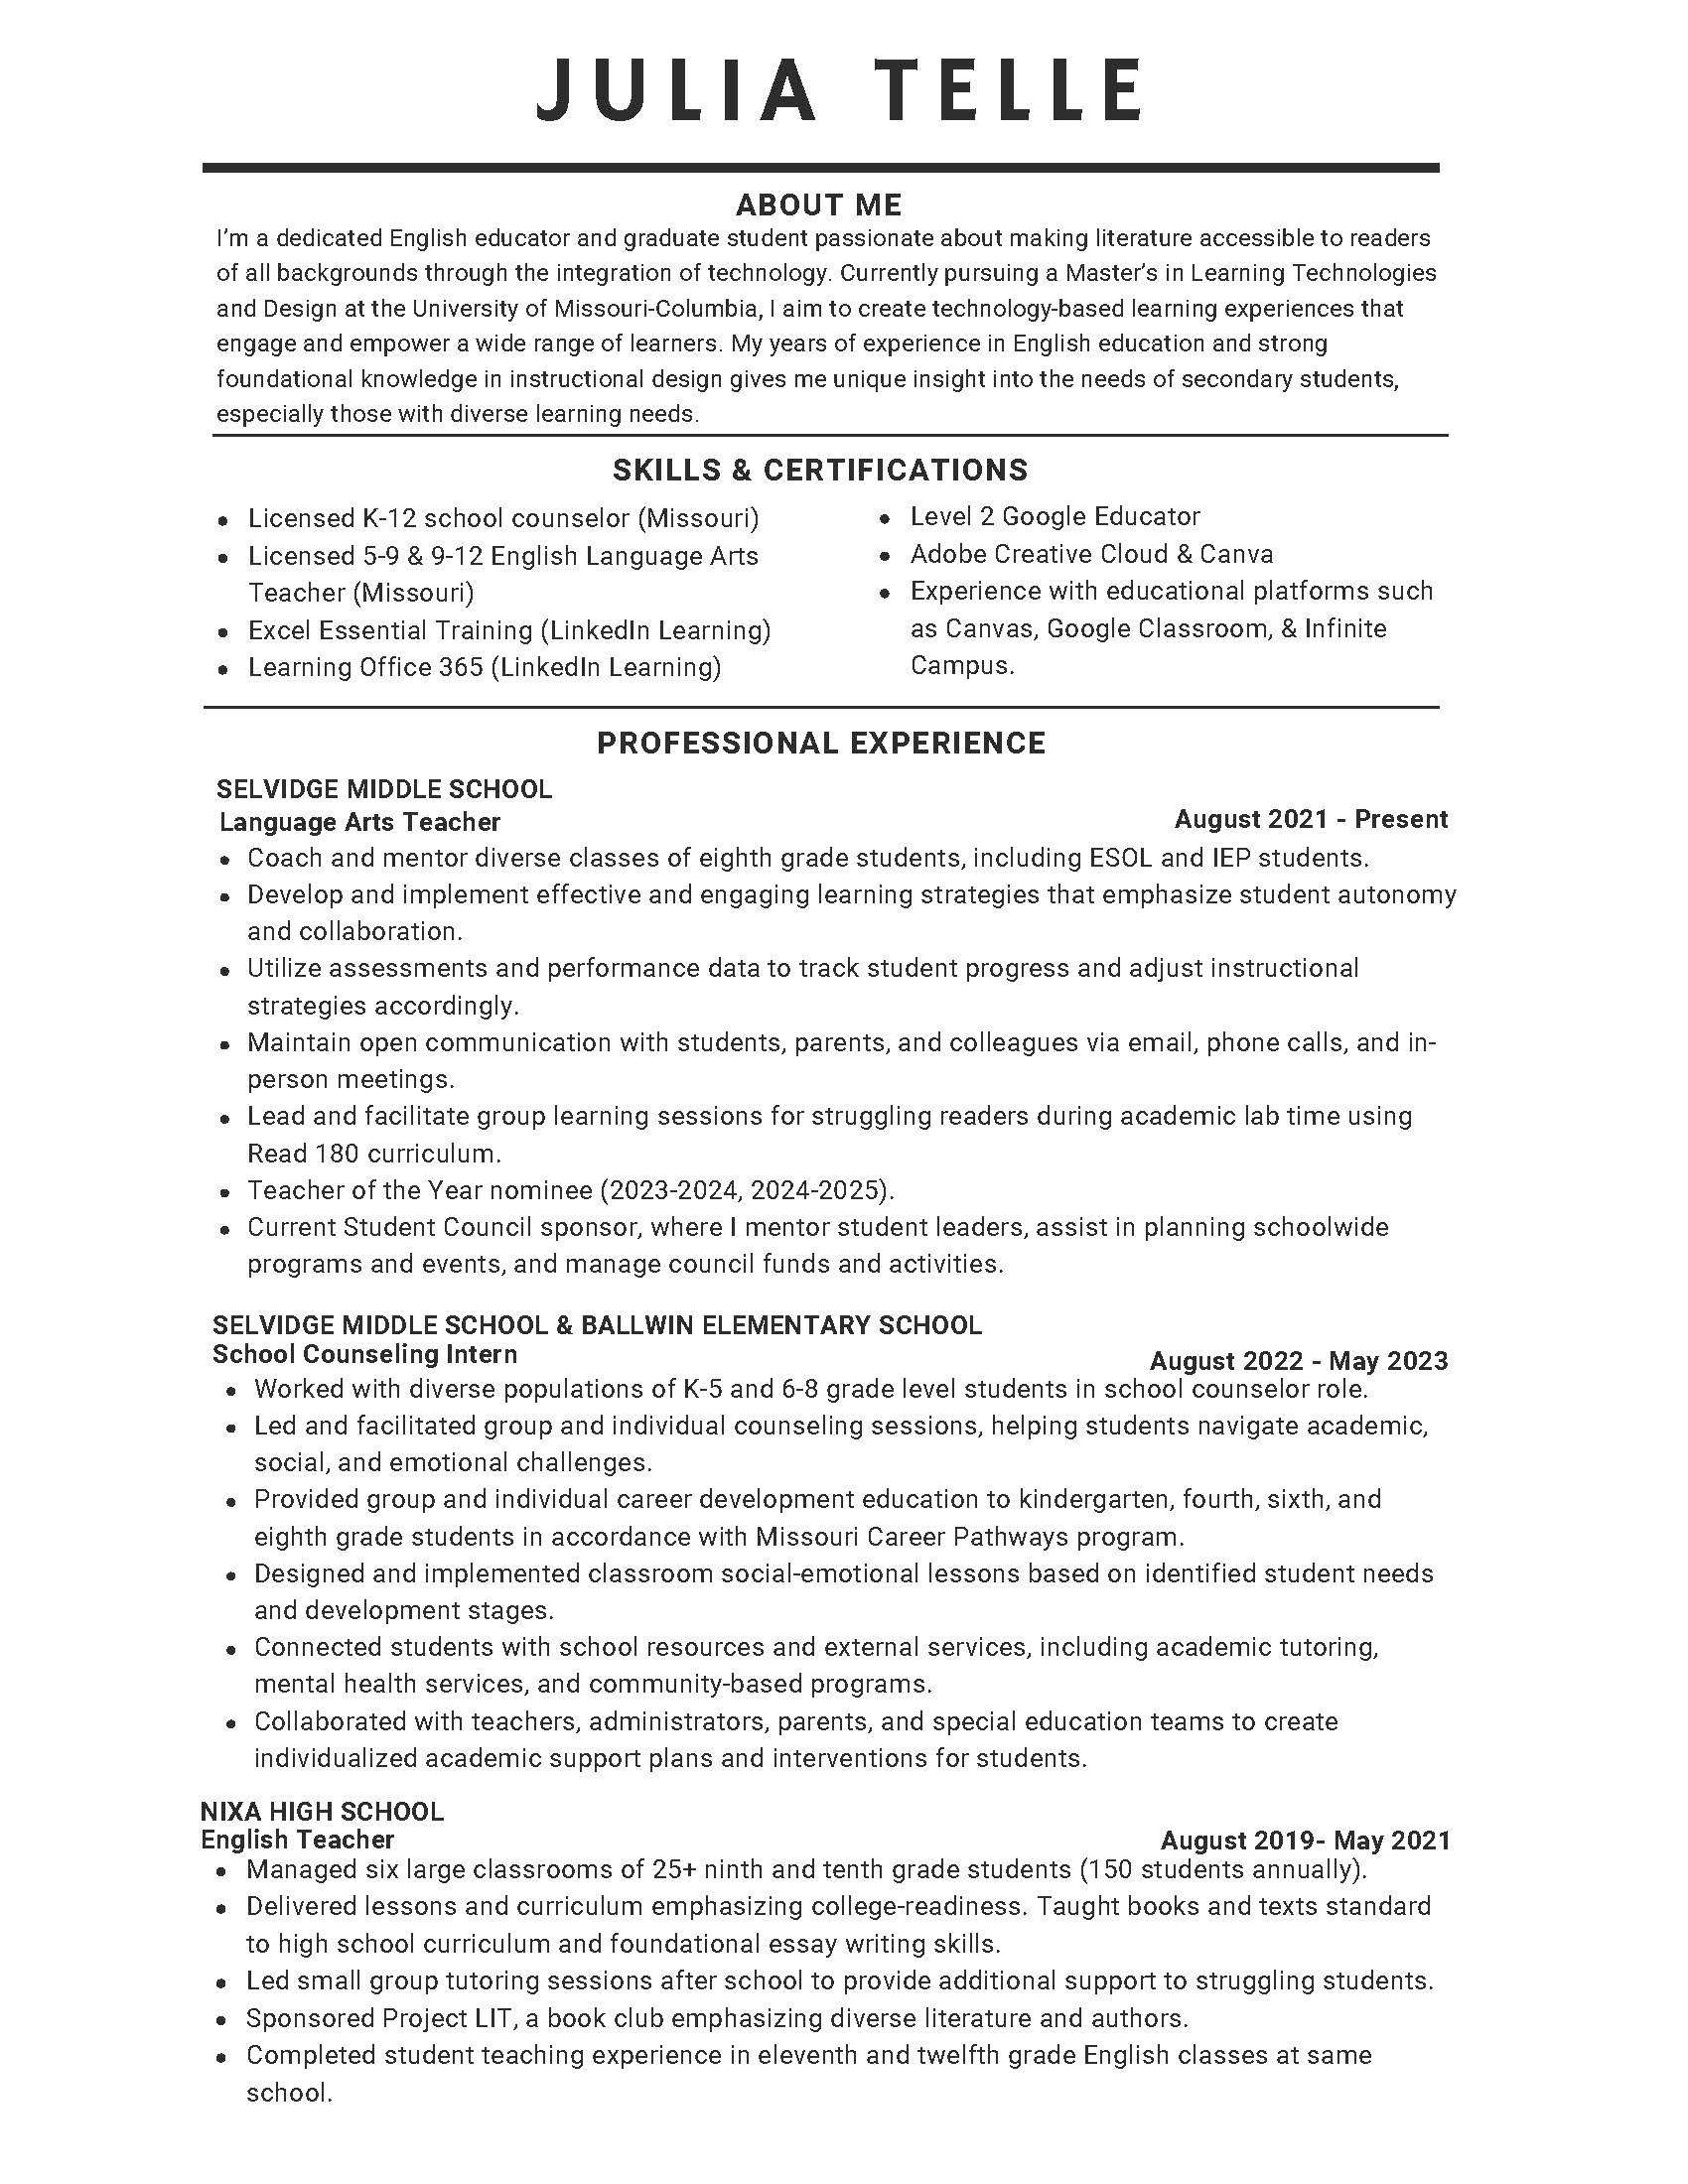 JULIA TELLE
ABOUT ME
I'm a dedicated English educator and graduate student passionate about making literature accessible to readers
of all backgrounds through the integration of technology. Currently pursuing a Master's in Learning Technologies
and Design at the University of Missouri-Columbia, I aim to create technology-based learning experiences that
engage and empower a wide range of learners. My years of experience in English education and strong
foundational knowledge in instructional design gives me unique insight into the needs of secondary students,
especially those with diverse learning needs.
SKILLS & CERTIFICATIONS
• Licensed K-12 school counselor (Missouri)
• Licensed 5-9 & 9-12 English Language Arts
Teacher (Missouri)
• Excel Essential Training (LinkedIn Learning)
• Learning Office 365 (LinkedIn Learning)
• Level 2 Google Educator
• Adobe Creative Cloud & Canva
• Experience with educational platforms such
as Canvas, Google Classroom, & Infinite
Campus.
PROFESSIONAL EXPERIENCE
SELVIDGE MIDDLE SCHOOL
Language Arts Teacher August 2021 - Present
• Coach and mentor diverse classes of eighth grade students, including ESOL and IEP students.
• Develop and implement effective and engaging learning strategies that emphasize student autonomy
and collaboration.
• Utilize assessments and performance data to track student progress and adjust instructional
strategies accordingly.
• Maintain open communication with students, parents, and colleagues via email, phone calls, and in-
person meetings.
• Lead and facilitate group learning sessions for struggling readers during academic lab time using
Read 180 curriculum.
• Teacher of the Year nominee (2023-2024, 2024-2025).
• Current Student Council sponsor, where I mentor student leaders, assist in planning schoolwide
programs and events, and manage council funds and activities.
SELVIDGE MIDDLE SCHOOL & BALLWIN ELEMENTARY SCHOOL
School Counseling Intern August 2022 - May 2023
• Worked with diverse populations of K-5 and 6-8 grade level students in school counselor role.
• Led and facilitated group and individual counseling sessions, helping students navigate academic,
social, and emotional challenges.
• Provided group and individual career development education to kindergarten, fourth, sixth, and
eighth grade students in accordance with Missouri Career Pathways program.
• Designed and implemented classroom social-emotional lessons based on identified student needs
and development stages.
• Connected students with school resources and external services, including academic tutoring,
mental health services, and community-based programs.
• Collaborated with teachers, administrators, parents, and special education teams to create
individualized academic support plans and interventions for students.
NIXA HIGH SCHOOL
English Teacher August 2019- May 2021
• Managed six large classrooms of 25+ ninth and tenth grade students (150 students annually).
• Delivered lessons and curriculum emphasizing college-readiness. Taught books and texts standard
to high school curriculum and foundational essay writing skills.
• Led small group tutoring sessions after school to provide additional support to struggling students.
• Sponsored Project LIT, a book club emphasizing diverse literature and authors.
• Completed student teaching experience in eleventh and twelfth grade English classes at same
school.